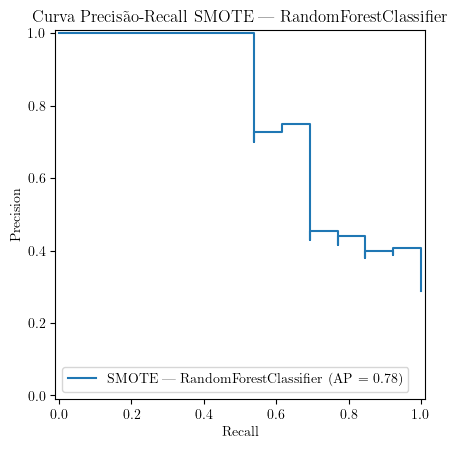 Curva Precisão-Recall SMOTE — RandomForestClassifier
1.0
0.8
0.6
0.4
0.2
0.0
Precision
SMOTE — RandomForestClassifier (AP = 0.78)
0.0 0.2 0.4 0.6 0.8 1.0
Recall